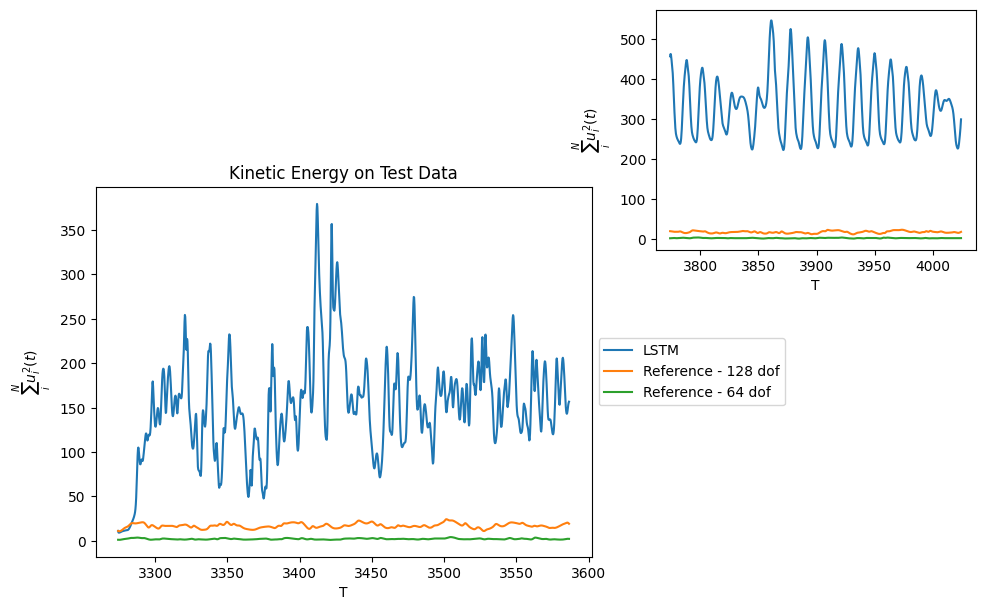 500
400
300
200
100
0
∑_i^N u_i^2(t)
3800 3850 3900 3950 4000
T
Kinetic Energy on Test Data
350
300
250
200
150
100
50
0
∑_i^N u_i^2(t)
3300 3350 3400 3450 3500 3550 3600
T
LSTM
Reference - 128 dof
Reference - 64 dof